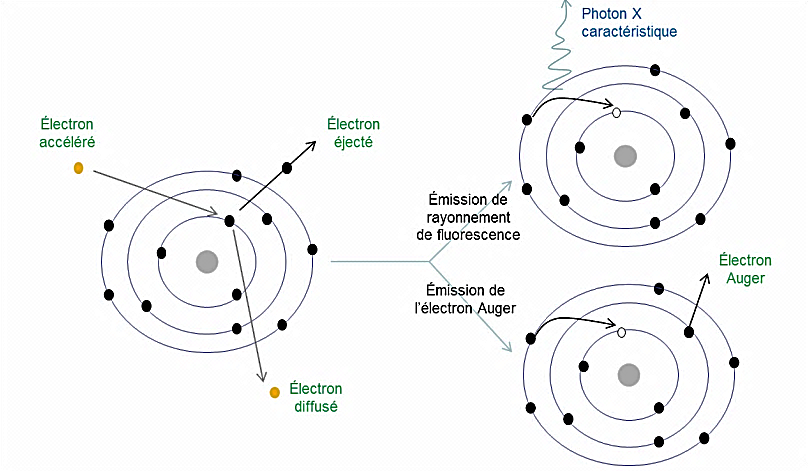 Photon X
caractéristique
Électron
accéléré
Électron
éjecté
Émission de
rayonnement
de fluorescence
Électron
Auger
Émission de
l'électron Auger
Électron
diffusé